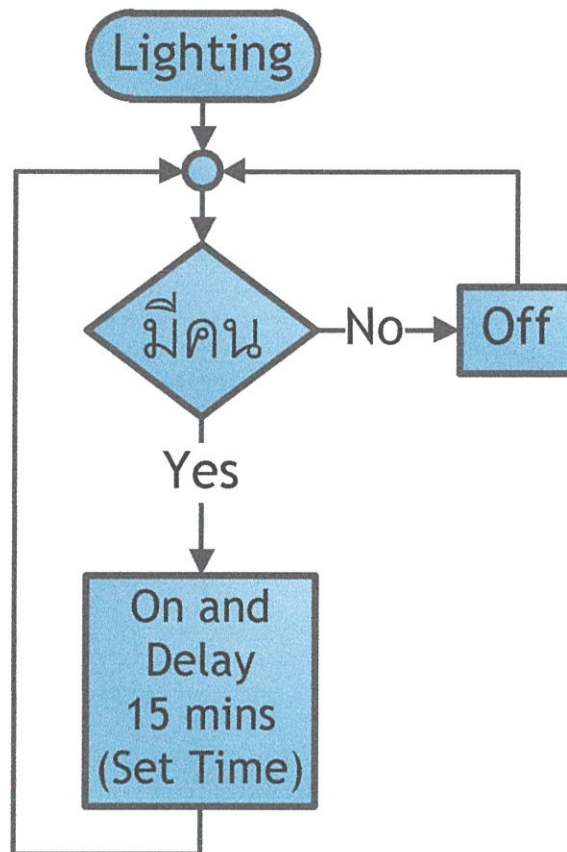 Lighting
มีคน
No
Off
Yes
On and
Delay
15 mins
(Set Time)